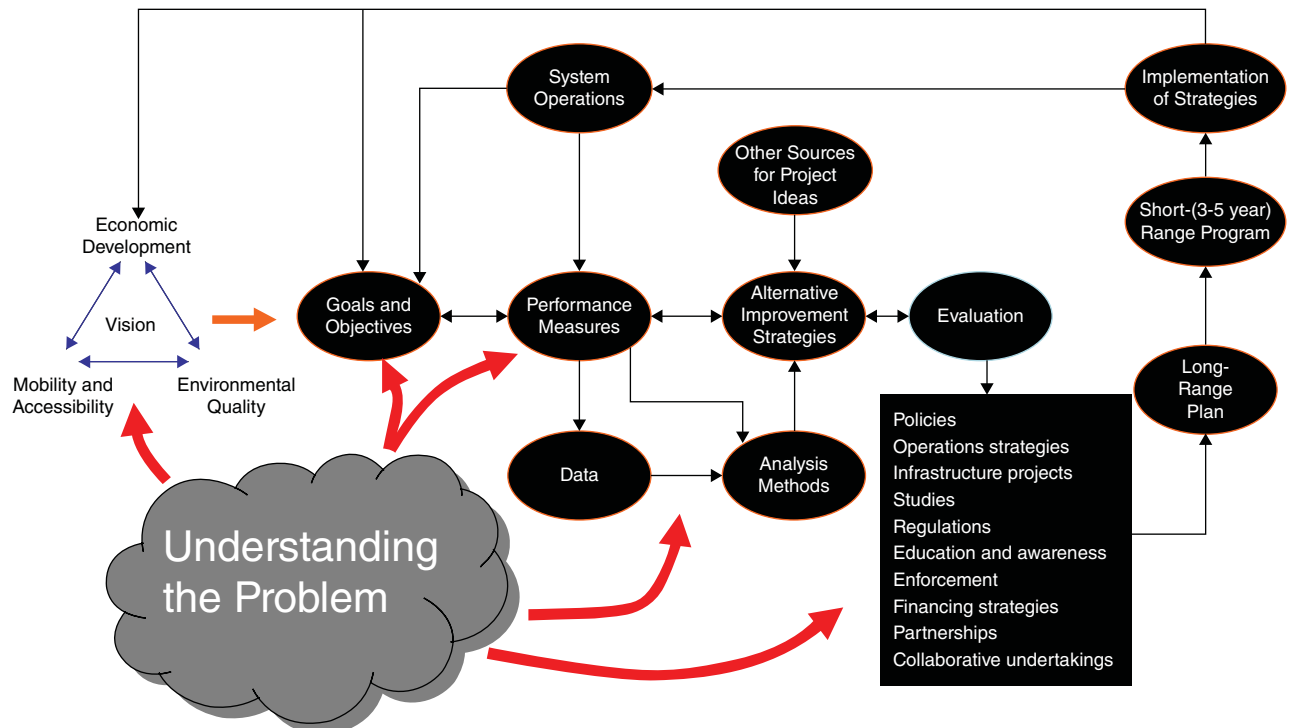 System
Operations
Implementation
of Strategies
Other Sources
for Project
Ideas
Short-(3-5 year)
Range Program
Economic
Development
Vision
Mobility and
Accessibility
Environmental
Quality
Goals and
Objectives
Performance
Measures
Alternative
Improvement
Strategies
Evaluation
Long-
Range
Plan
Data
Analysis
Methods
Policies
Operations strategies
Infrastructure projects
Studies
Regulations
Education and awareness
Enforcement
Financing strategies
Partnerships
Collaborative undertakings
Understanding
the Problem